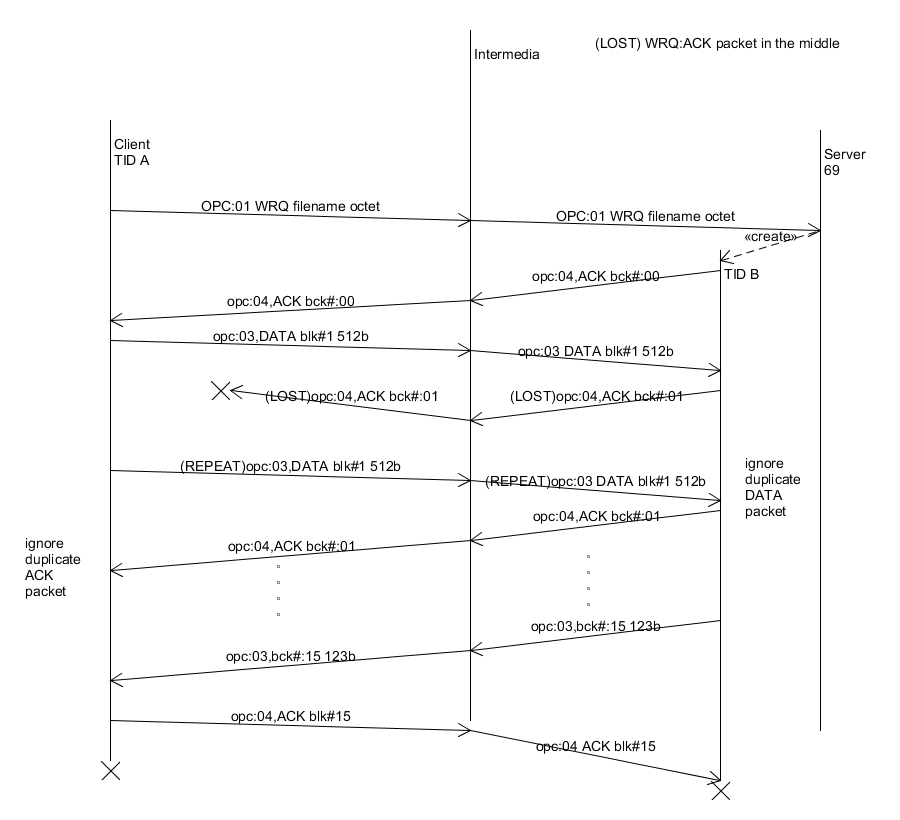 (LOST) WRQ:ACK packet in the middle
Intermedia
Client
TID A
Server
69
OPC:01 WRQ filename octet
OPC:01 WRQ filename octet
«create»
TID B
opc:04,ACK bck#:00
opc:04,ACK bck#:00
opc:03,DATA blk#1 512b
opc:03 DATA blk#1 512b
(LOST)opc:04,ACK bck#:01
(LOST)opc:04,ACK bck#:01
(REPEAT)opc:03,DATA blk#1 512b
(REPEAT)opc:03 DATA blk#1 512b
ignore
duplicate
DATA
packet
opc:04,ACK bck#:01
opc:04,ACK bck#:01
ignore
duplicate
ACK
packet
opc:03,bck#:15 123b
opc:03,bck#:15 123b
opc:04,ACK blk#15
opc:04 ACK blk#15